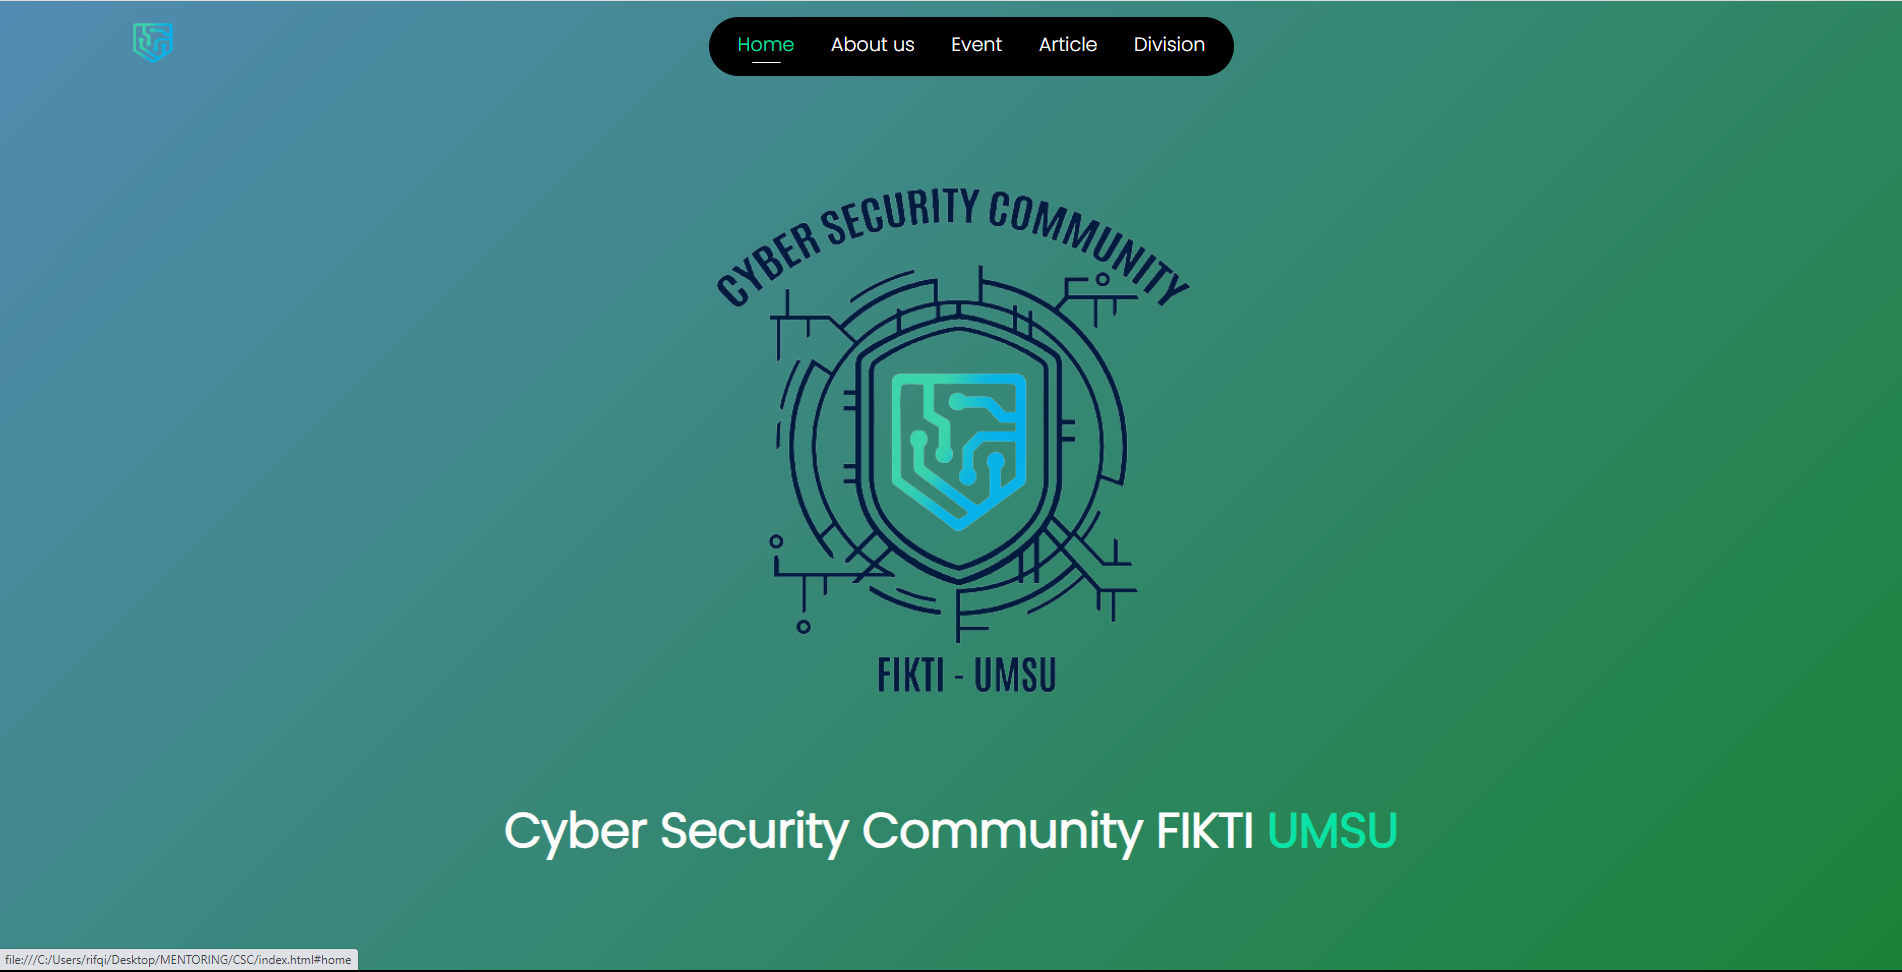 Home About us Event Article Division
CYBER SECURITY COMMUNITY
FIKTI - UMSU
Cyber Security Community FIKTI UMSU
file:///C:/Users/rifqi/Desktop/MENTORING/CSC/index.html#home